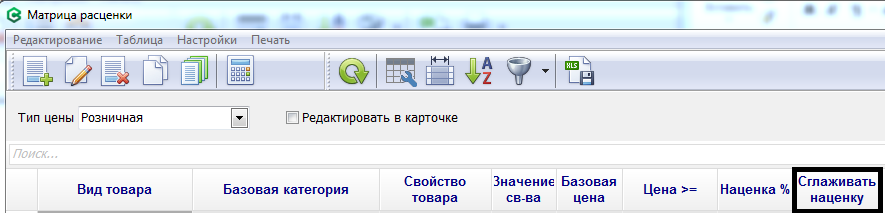 Матрица расценки
Редактирование Таблица Настройки Печать
A
Z
XLS
Тип цены Розничная Редактировать в карточке
Поиск...
Вид товара Базовая категория Свойство товара Значение св-ва Базовая цена Цена >= Наценка % Сглаживать наценку